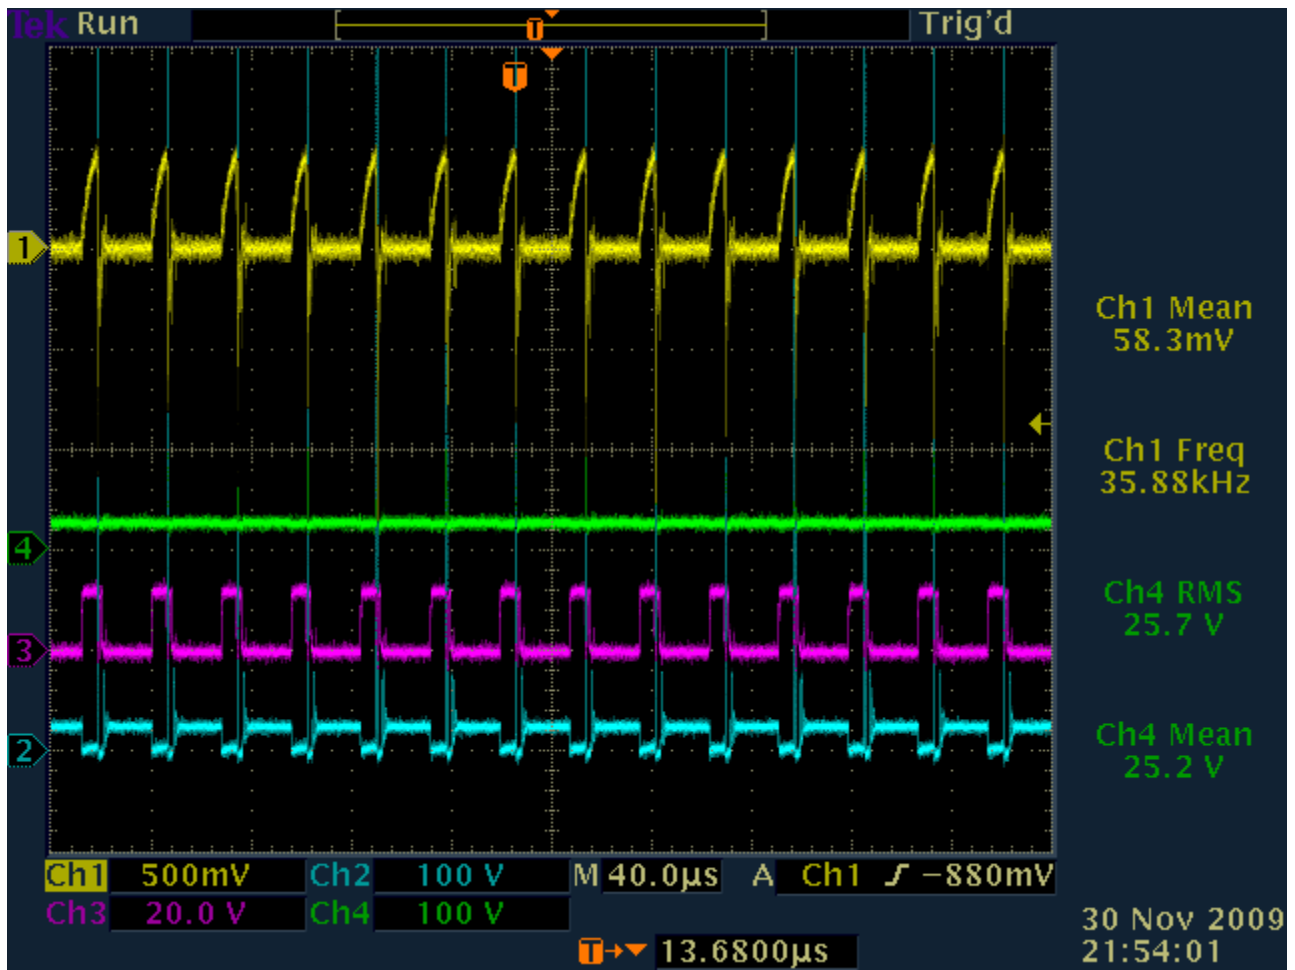 Tek Run Trig'd
T
T
1
Ch1 Mean
58.3mV
Ch1 Freq
35.88kHz
4
Ch4 RMS
25.7 V
3
2
Ch4 Mean
25.2 V
Ch1 500mV Ch2 100 V M 40.0µs A Ch1 −880mV
Ch3 20.0 V Ch4 100 V
T 13.6800µs
30 Nov 2009
21:54:01